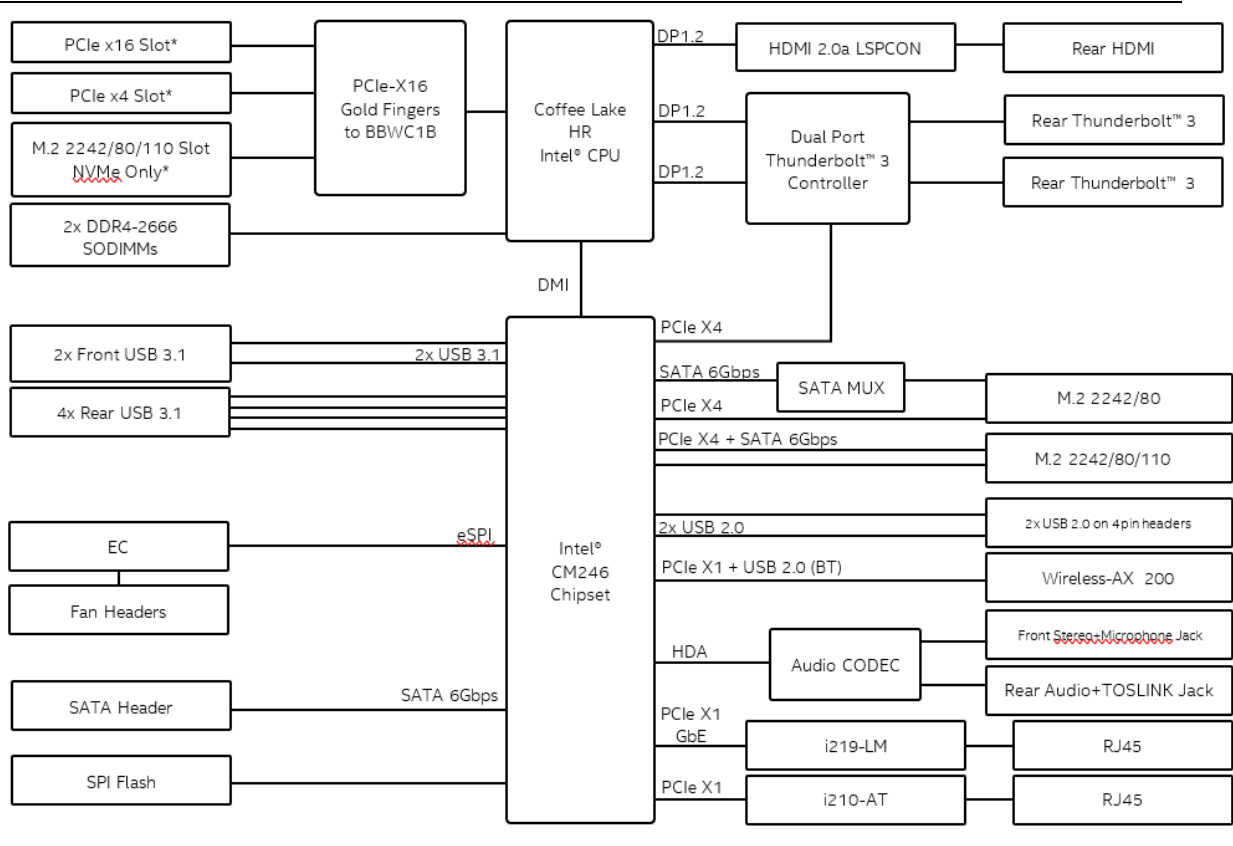 PCIe x16 Slot*
PCIe x4 Slot*
M.2 2242/80/110 Slot
NVMe Only*
2x DDR4-2666
SODIMMs
PCIe-X16
Gold Fingers
to BBWC1B
Coffee Lake
HR
Intel® CPU
DP1.2
HDMI 2.0a LSPCON
Rear HDMI
DP1.2
DP1.2
Dual Port
Thunderbolt™ 3
Controller
Rear Thunderbolt™ 3
Rear Thunderbolt™ 3
DMI
2x Front USB 3.1
2x USB 3.1
4x Rear USB 3.1
EC
eSPI
Fan Headers
SATA Header
SATA 6Gbps
SPI Flash
Intel®
CM246
Chipset
PCIe X4
SATA 6Gbps
SATA MUX
PCIe X4
M.2 2242/80
PCIe X4 + SATA 6Gbps
M.2 2242/80/110
2x USB 2.0
2x USB 2.0 on 4pin headers
PCIe X1 + USB 2.0 (BT)
Wireless-AX 200
HDA
Audio CODEC
Front Stereo+Microphone Jack
Rear Audio+TOSLINK Jack
PCIe X1
GbE
i219-LM
RJ45
PCIe X1
i210-AT
RJ45